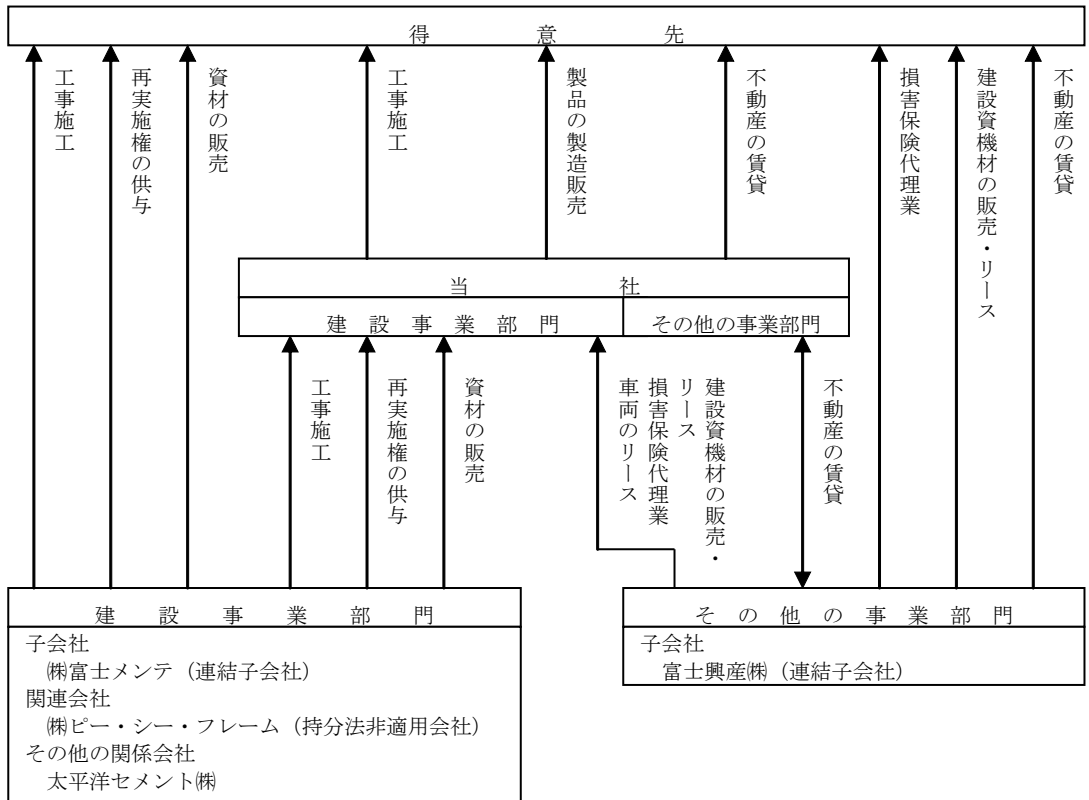 得意先
工事施工
再実施権の供与
資材の販売
工事施工
製品の製造販売
不動産の賃貸
損害保険代理業
建設資機材の販売・リース
不動産の賃貸
当社
建設事業部門
その他の事業部門
工事施工
再実施権の供与
資材の販売
建設資機材の販売・
リース
損害保険代理業
車両のリース
不動産の賃貸
建設事業部門
子会社
㈱富士メンテ（連結子会社）
関連会社
㈱ピー・シー・フレーム（持分法非適用会社）
その他の関係会社
太平洋セメント㈱
その他の事業部門
子会社
富士興産㈱（連結子会社）